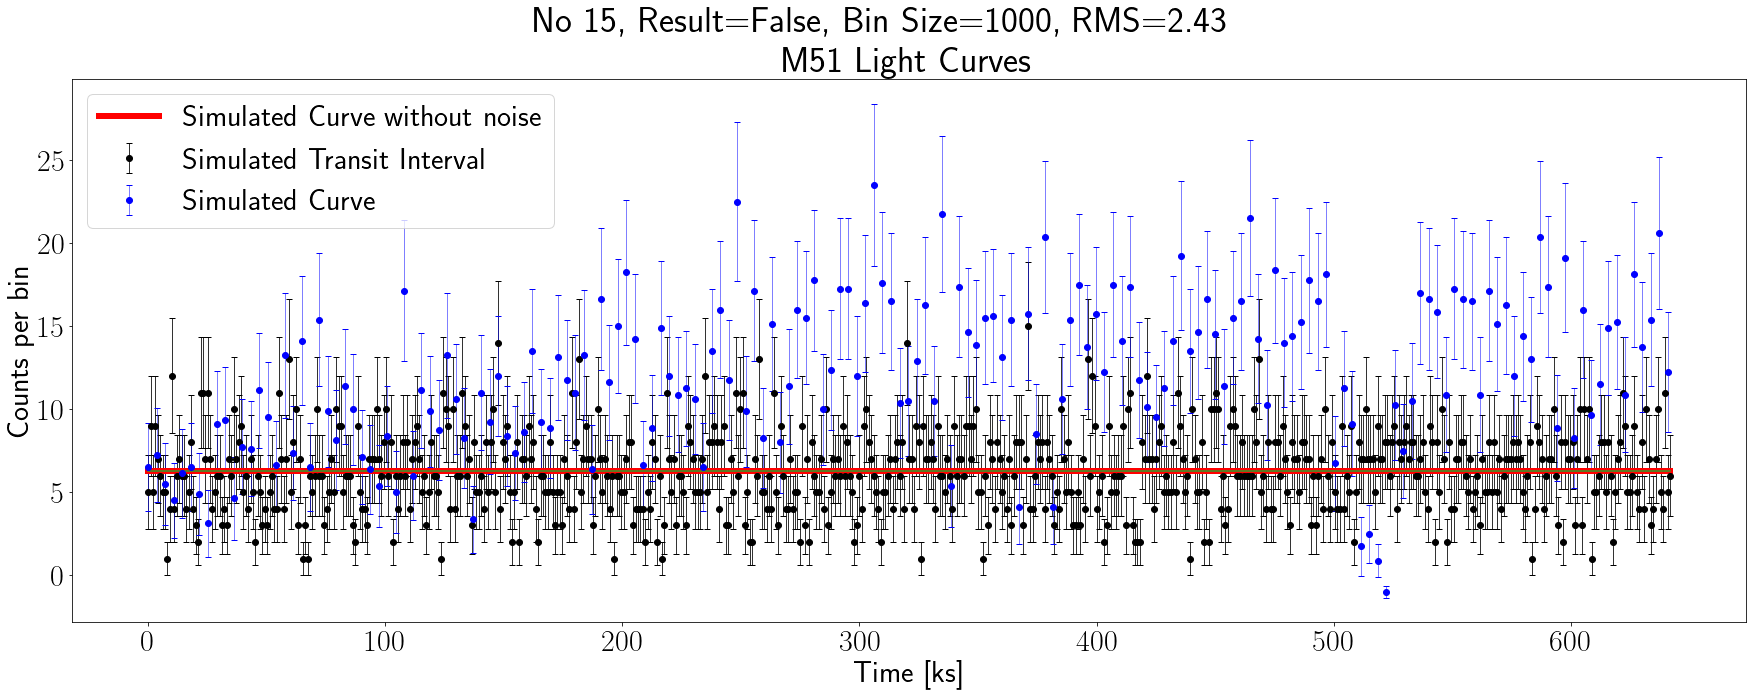 No 15, Result=False, Bin Size=1000, RMS=2.43
M51 Light Curves
Simulated Curve without noise
Simulated Transit Interval
Simulated Curve
Counts per bin
25
20
15
10
5
0
0 100 200 300 400 500 600
Time [ks]